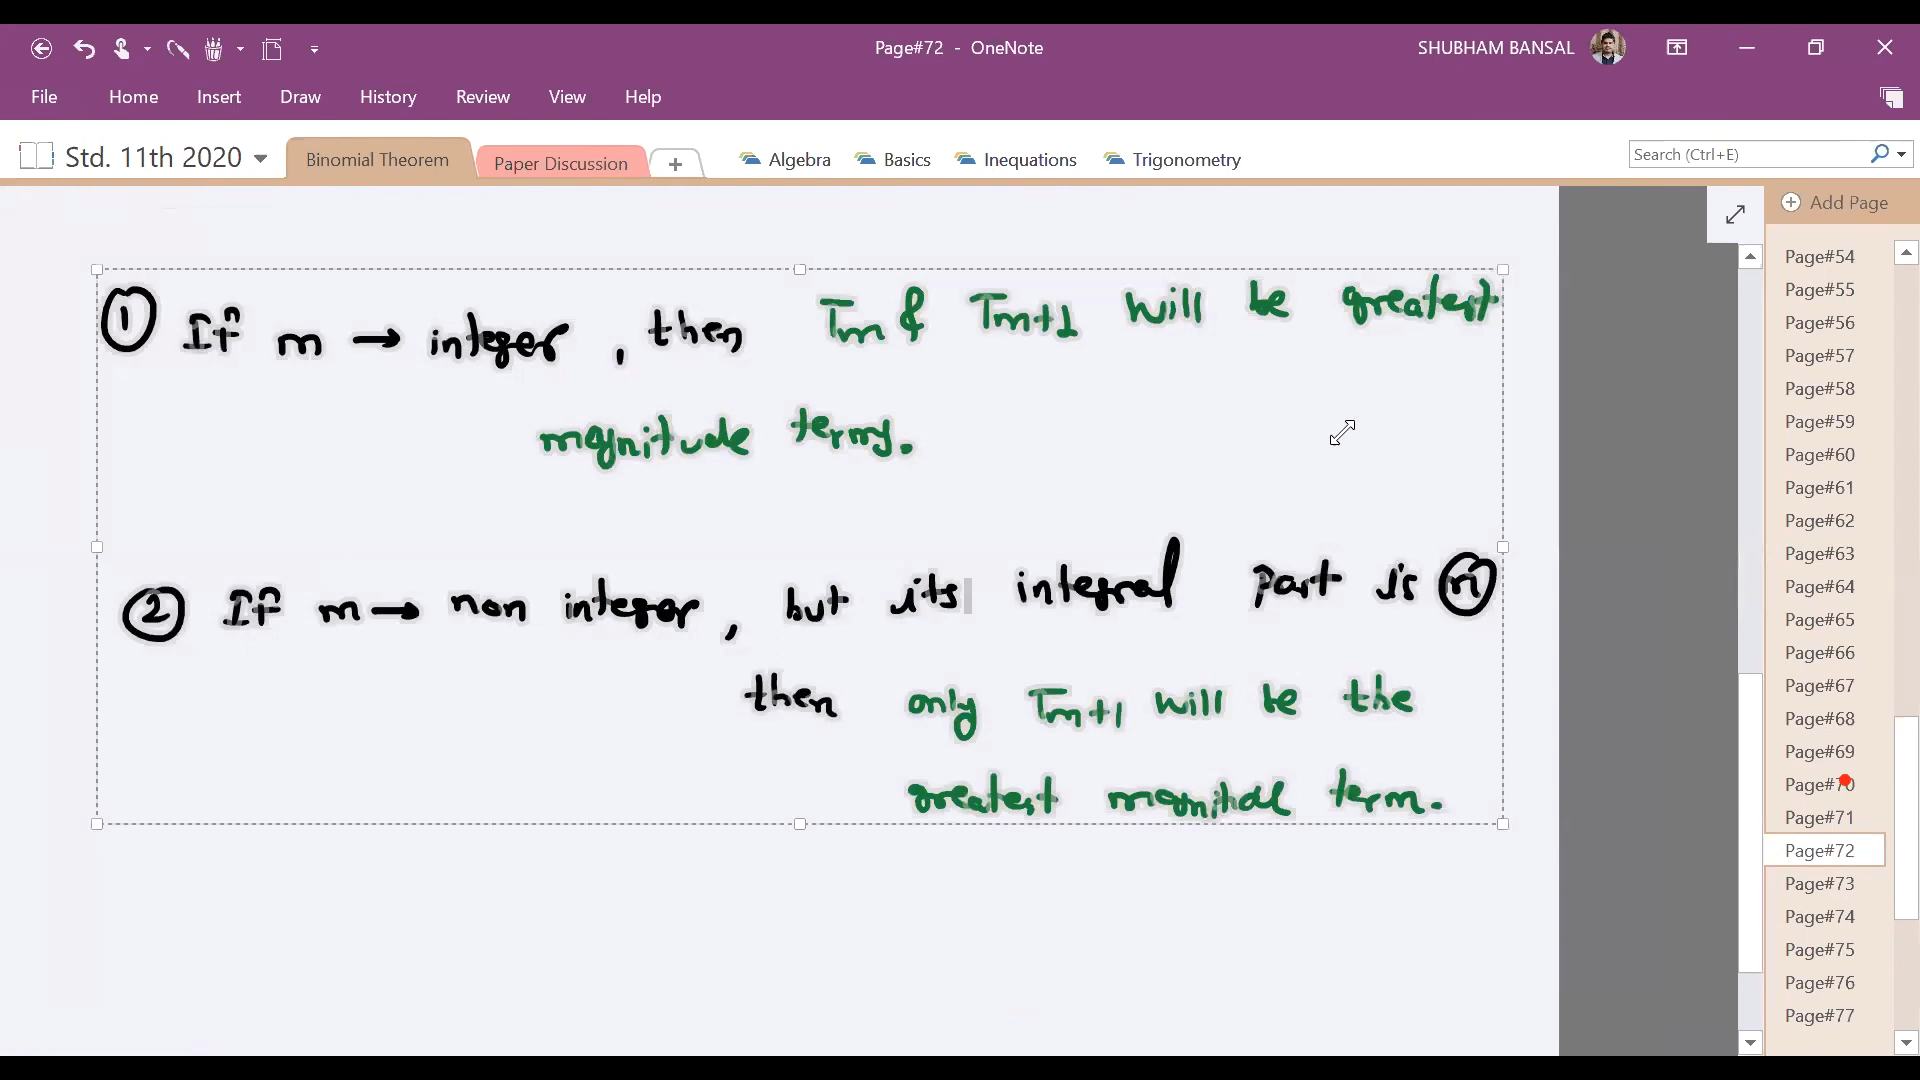 Page#72 - OneNote
SHUBHAM BANSAL
File Home Insert Draw History Review View Help
Std. 11th 2020 Binomial Theorem Paper Discussion + Algebra Basics Inequations Trigonometry Search (Ctrl+E)
Add Page
① If m → integer, then Tm & Tm+1 will be greatest
magnitude terms.
② If m → non integer, but its integral part is m
then only Tm+1 will be the
greatest magnitude term.
Page#54
Page#55
Page#56
Page#57
Page#58
Page#59
Page#60
Page#61
Page#62
Page#63
Page#64
Page#65
Page#66
Page#67
Page#68
Page#69
Page#70
Page#71
Page#72
Page#73
Page#74
Page#75
Page#76
Page#77